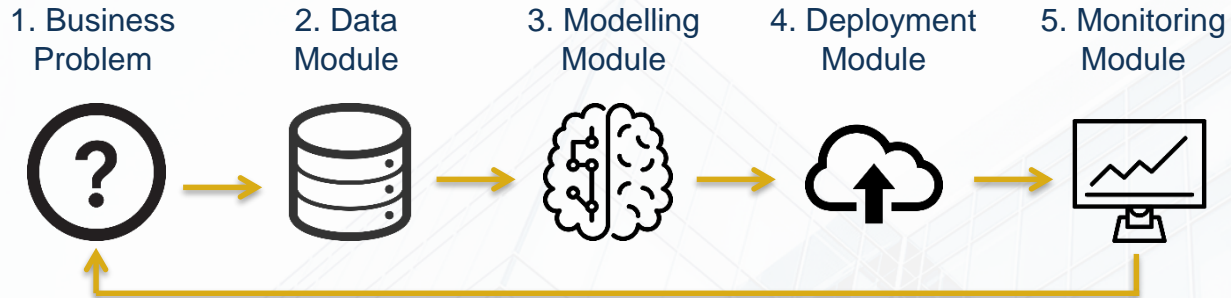 1. Business
Problem
2. Data
Module
3. Modelling
Module
4. Deployment
Module
5. Monitoring
Module
?